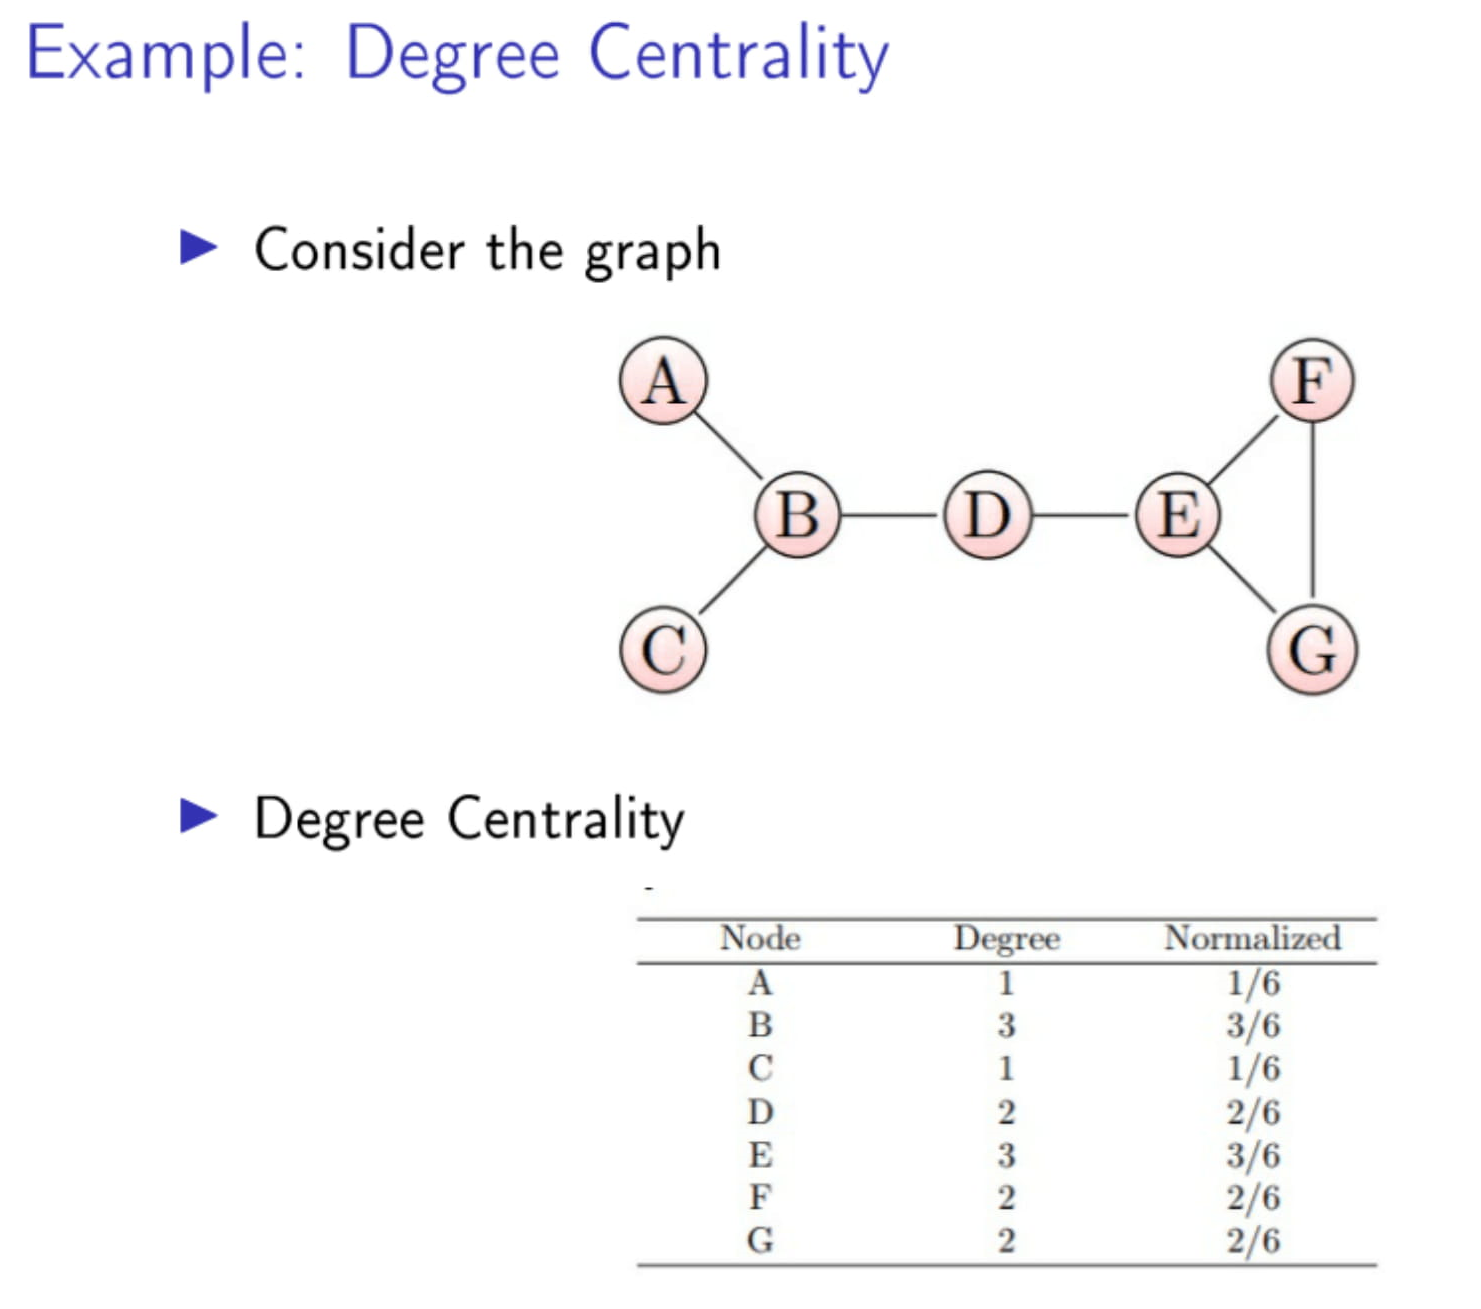 Example: Degree Centrality
▶ Consider the graph
A F
B D E
C G
▶ Degree Centrality
-
Node Degree Normalized
A 1 1/6
B 3 3/6
C 1 1/6
D 2 2/6
E 3 3/6
F 2 2/6
G 2 2/6